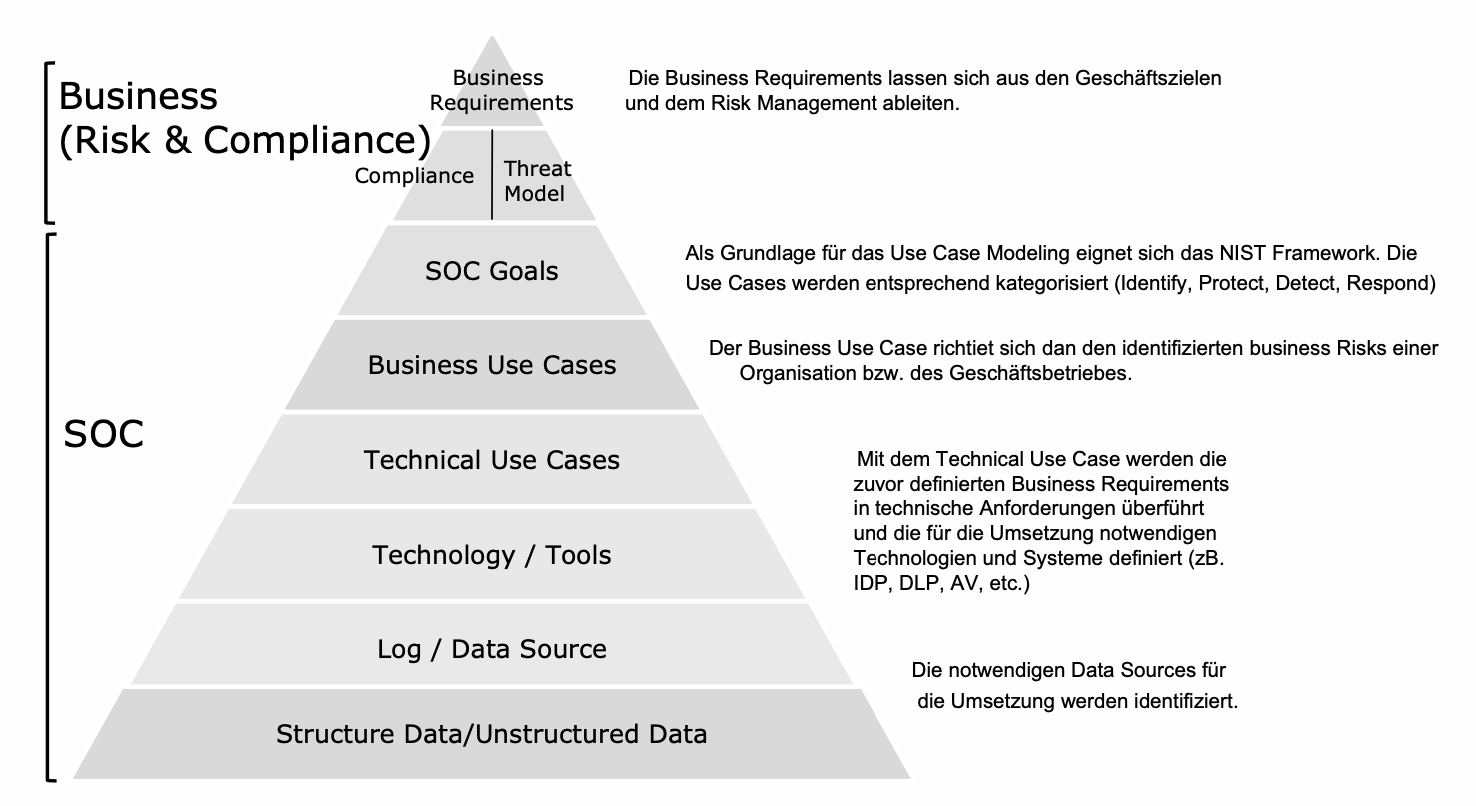 Business
(Risk & Compliance)
Business
Requirements
Die Business Requirements lassen sich aus den Geschäftszielen
und dem Risk Management ableiten.
Compliance
Threat
Model
SOC
SOC Goals
Als Grundlage für das Use Case Modeling eignet sich das NIST Framework. Die
Use Cases werden entsprechend kategorisiert (Identify, Protect, Detect, Respond)
Business Use Cases
Der Business Use Case richtiet sich dan den identifizierten business Risks einer
Organisation bzw. des Geschäftsbetriebes.
Technical Use Cases
Mit dem Technical Use Case werden die
zuvor definierten Business Requirements
in technische Anforderungen überführt
und die für die Umsetzung notwendigen
Technologien und Systeme definiert (zB.
IDP, DLP, AV, etc.)
Technology / Tools
Log / Data Source
Die notwendigen Data Sources für
die Umsetzung werden identifiziert.
Structure Data/Unstructured Data